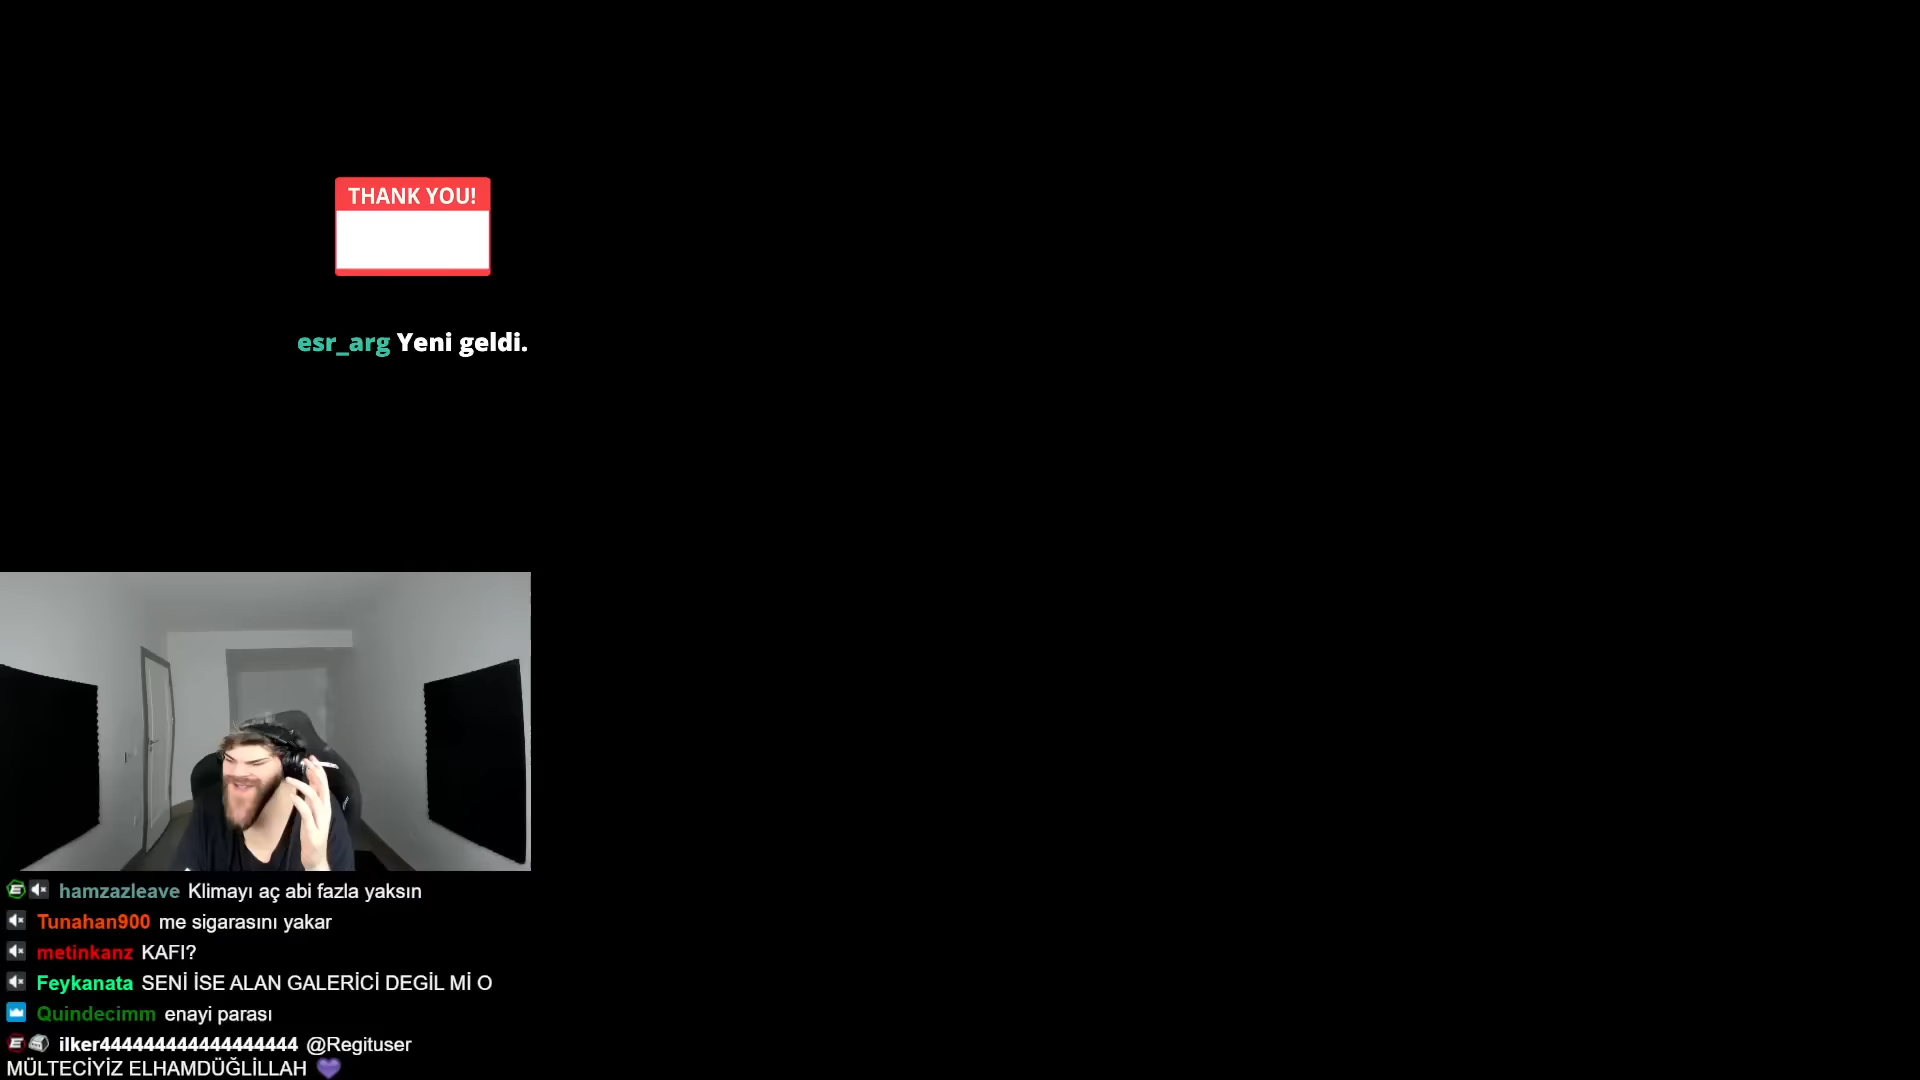 THANK YOU!
esr_arg Yeni geldi.
hamzazleave Klimayı aç abi fazla yaksın
Tunahan900 me sigarasını yakar
metinkanz KAFI?
Feykanata SENİ İSE ALAN GALERİCİ DEGİL Mİ O
Quindecimm enayi parası
ilker444444444444444444 @Regituser
MÜLTECİYİZ ELHAMDÜĞLİLLAH 💜